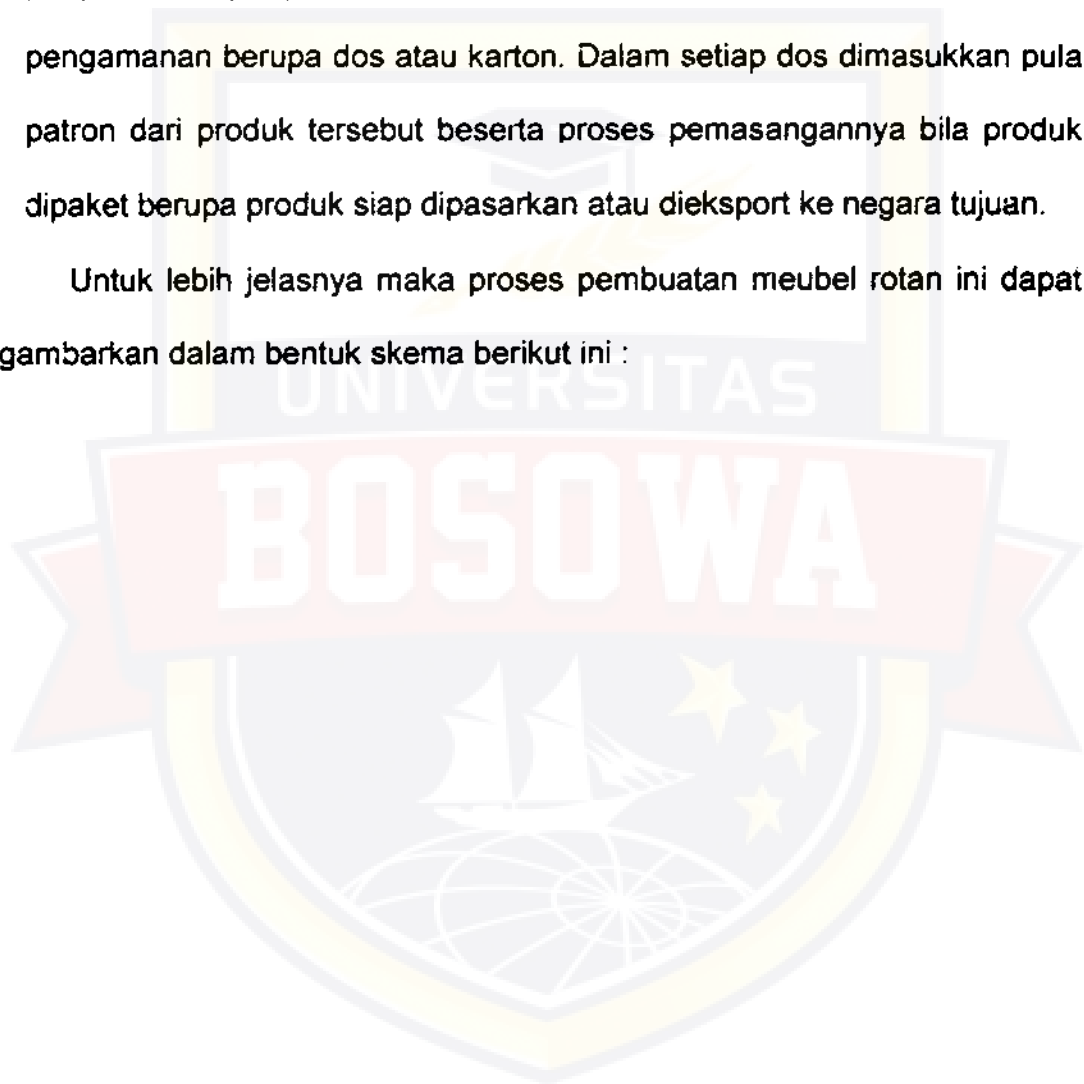 pengamanan berupa dos atau karton. Dalam setiap dos dimasukkan pula
patron dari produk tersebut beserta proses pemasangannya bila produk
dipaket berupa produk siap dipasarkan atau dieksport ke negara tujuan.
Untuk lebih jelasnya maka proses pembuatan meubel rotan ini dapat
gambarkan dalam bentuk skema berikut ini :
UNIVERSITAS
BOSOWA